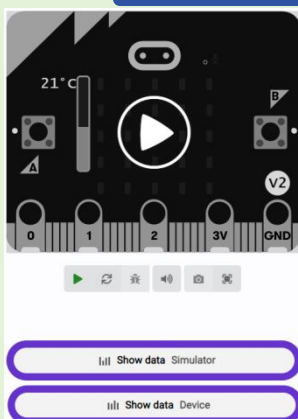 21°C
B
A
V2
0 1 2 3V GND
Show data Simulator
Show data Device